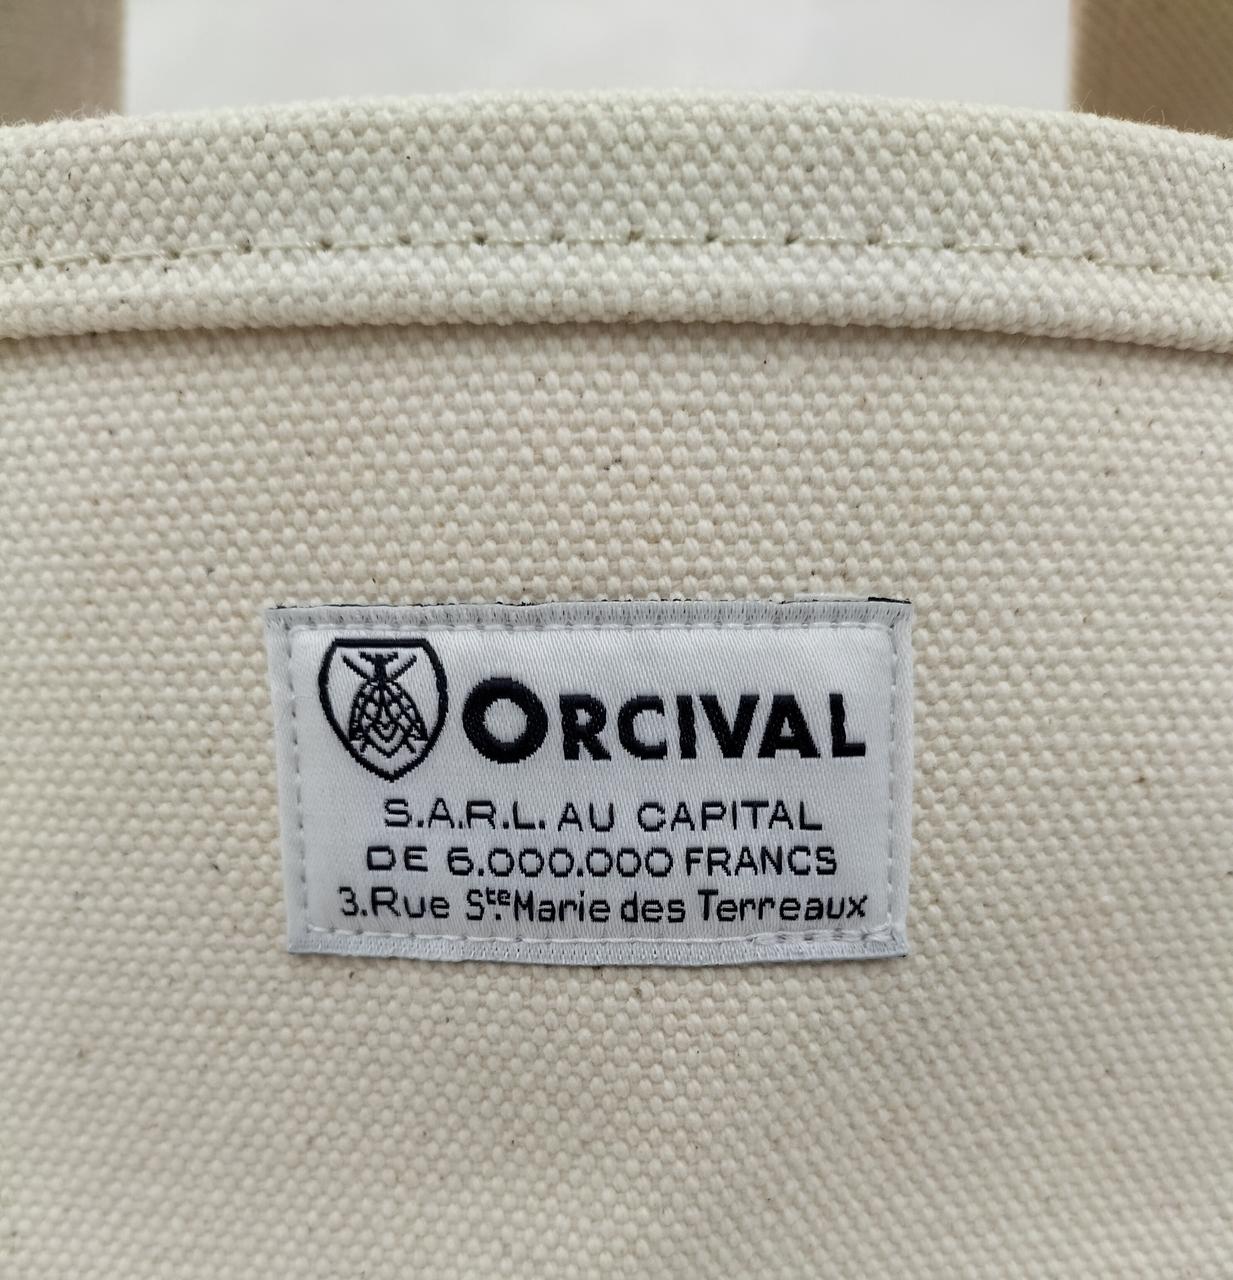 ORCIVAL
S.A.R.L. AU CAPITAL
DE 6.000.000 FRANCS
3.Rue Ste. Marie des Terreaux